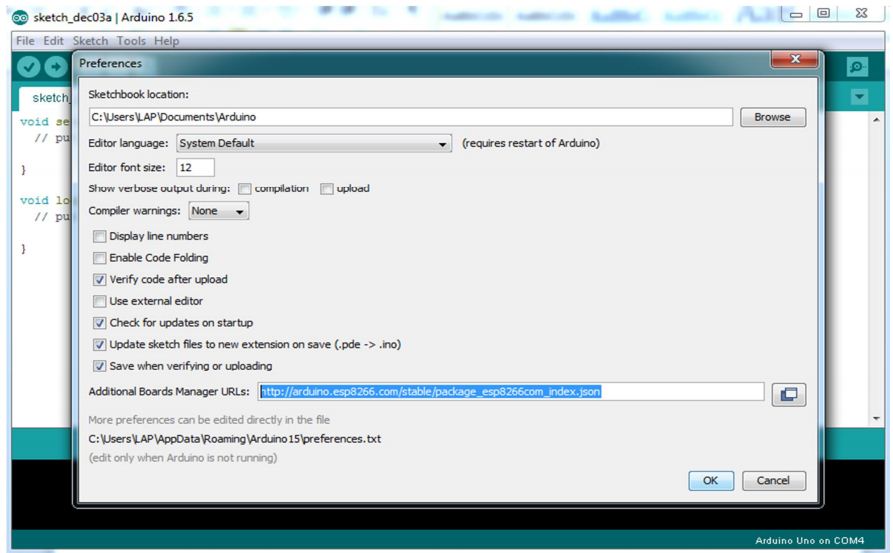 sketch_dec03a | Arduino 1.6.5
File Edit Sketch Tools Help
Preferences
sketch_
Sketchbook location:
C:\Users\LAP\Documents\Arduino
Browse
void se
// pu
}
void lo
// pu
}
Editor language: System Default (requires restart of Arduino)
Editor font size: 12
Show verbose output during: compilation upload
Compiler warnings: None
Display line numbers
Enable Code Folding
Verify code after upload
Use external editor
Check for updates on startup
Update sketch files to new extension on save (.pde -> .ino)
Save when verifying or uploading
Additional Boards Manager URLs: http://arduino.esp8266.com/stable/package_esp8266com_index.json
More preferences can be edited directly in the file
C:\Users\LAP\AppData\Roaming\Arduino15\preferences.txt
(edit only when Arduino is not running)
OK Cancel
Arduino Uno on COM4